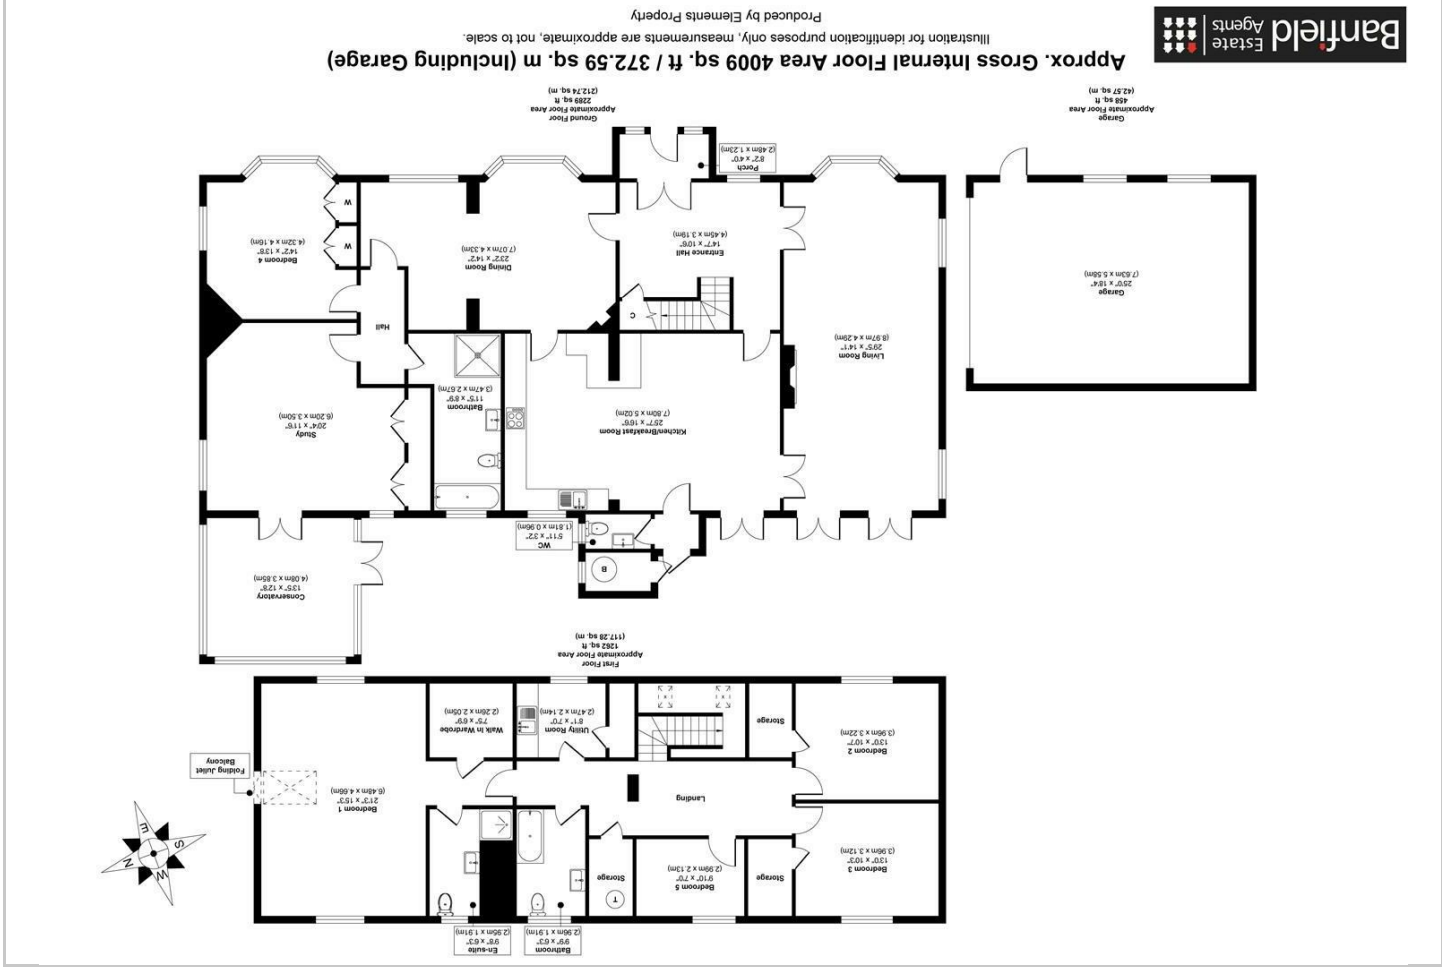 Bedroom 3
13'0" x 10'3"
(3.96m x 3.12m)
Storage
Bedroom 5
9'10" x 7'0"
(2.99m x 2.13m)
Storage
T
Bathroom
9'9" x 6'3"
(2.96m x 1.91m)
En-suite
9'8" x 6'3"
(2.95m x 1.91m)
Landing
Bedroom 1
21'3" x 15'3"
(6.48m x 4.66m)
Folding Juliet
Balcony
N
E
S
W
Bedroom 2
13'0" x 10'7"
(3.96m x 3.22m)
Storage
Utility Room
8'1" x 7'0"
(2.47m x 2.14m)
Walk In Wardrobe
7'5" x 6'9"
(2.26m x 2.05m)
First Floor
Approximate Floor Area
1262 sq. ft
(117.28 sq. m)
Conservatory
13'5" x 12'8"
(4.08m x 3.85m)
B
WC
5'11" x 3'2"
(1.81m x 0.96m)
Kitchen/Breakfast Room
25'7" x 16'6"
(7.80m x 5.02m)
Study
20'4" x 11'6"
(6.20m x 3.50m)
Bathroom
11'5" x 8'9"
(3.47m x 2.67m)
Living Room
29'5" x 14'1"
(8.97m x 4.29m)
Hall
C
Garage
25'0" x 18'4"
(7.63m x 5.58m)
Entrance Hall
14'7" x 10'6"
(4.45m x 3.19m)
Dining Room
23'2" x 14'2"
(7.07m x 4.33m)
Bedroom 4
14'2" x 13'8"
(4.32m x 4.16m)
W
W
Porch
8'2" x 4'0"
(2.48m x 1.23m)
Garage
Approximate Floor Area
458 sq. ft
(42.57 sq. m)
Ground Floor
Approximate Floor Area
2289 sq. ft
(212.74 sq. m)
Approx. Gross Internal Floor Area 4009 sq. ft / 372.59 sq. m (Including Garage)
Illustration for identification purposes only, measurements are approximate, not to scale.
Produced by Elements Property
Banfield Estate
Agents